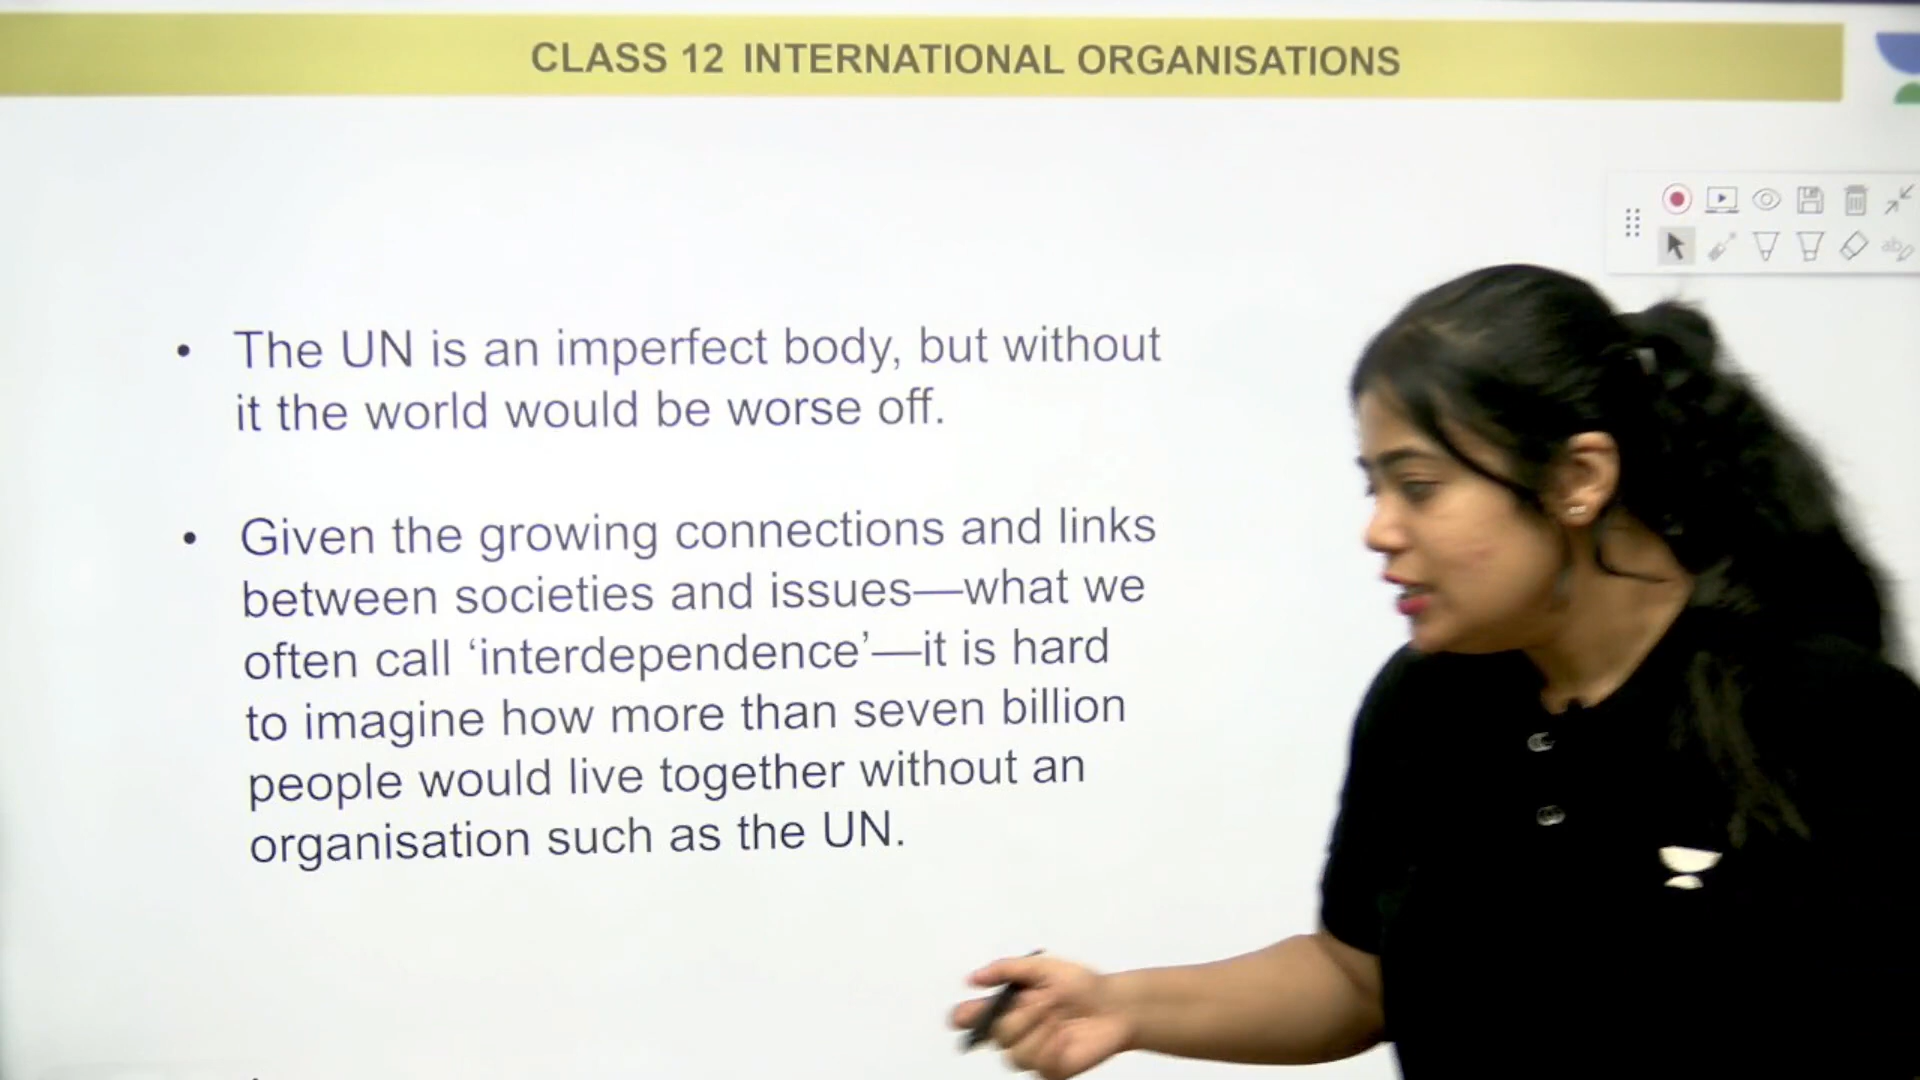 CLASS 12 INTERNATIONAL ORGANISATIONS
• The UN is an imperfect body, but without
it the world would be worse off.
• Given the growing connections and links
between societies and issues—what we
often call ‘interdependence’—it is hard
to imagine how more than seven billion
people would live together without an
organisation such as the UN.